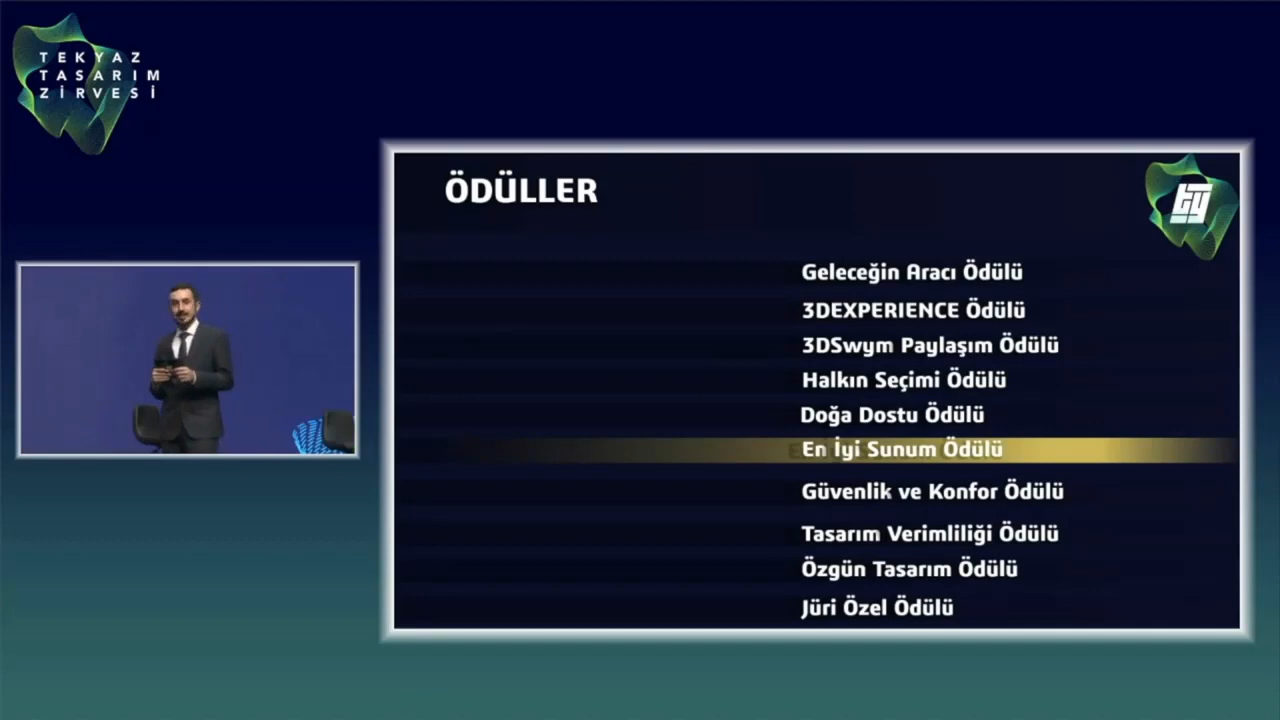 TEKYAZ
TASARIM
ZİRVESİ
ÖDÜLLER
ty
Geleceğin Aracı Ödülü
3DEXPERIENCE Ödülü
3DSwym Paylaşım Ödülü
Halkın Seçimi Ödülü
Doğa Dostu Ödülü
En İyi Sunum Ödülü
Güvenlik ve Konfor Ödülü
Tasarım Verimliliği Ödülü
Özgün Tasarım Ödülü
Jüri Özel Ödülü